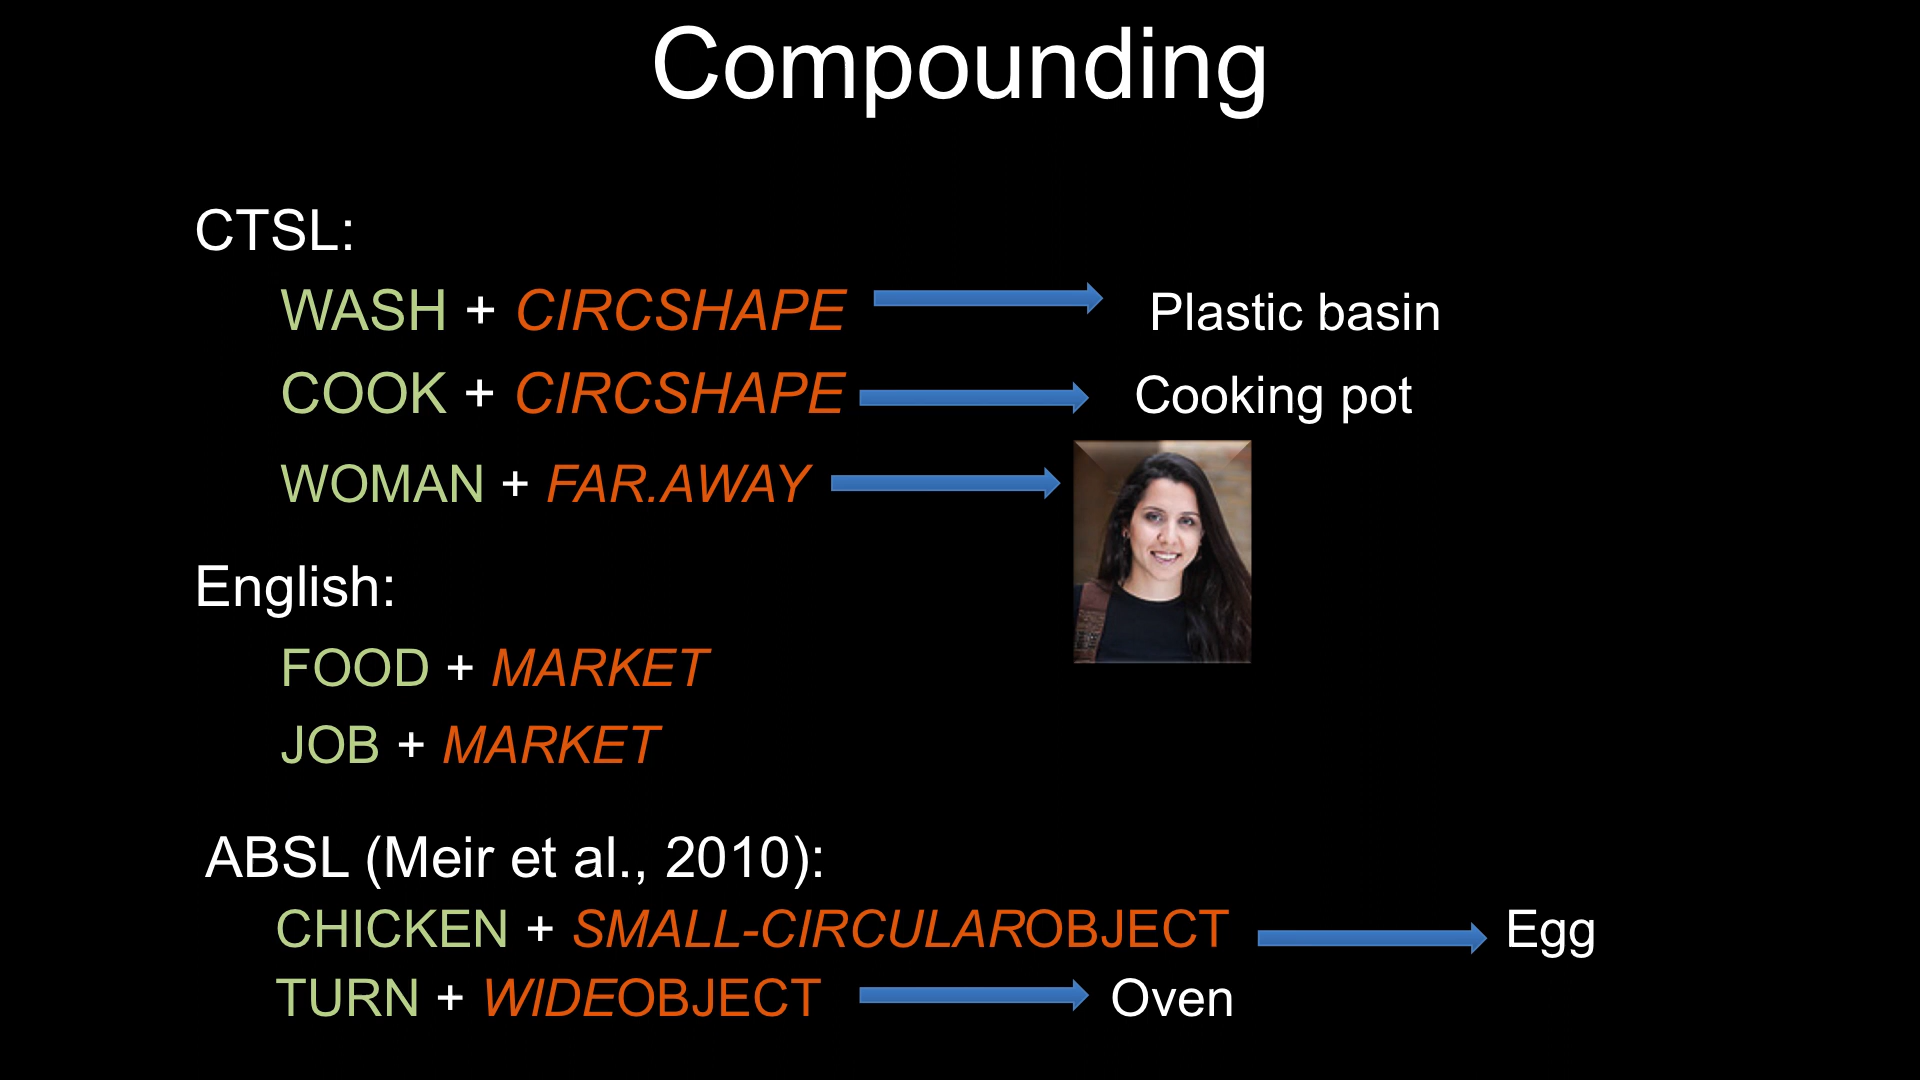 Compounding
CTSL:
WASH + CIRCSHAPE Plastic basin
COOK + CIRCSHAPE Cooking pot
WOMAN + FAR.AWAY
English:
FOOD + MARKET
JOB + MARKET
ABSL (Meir et al., 2010):
CHICKEN + SMALL-CIRCULAROBJECT Egg
TURN + WIDEOBJECT Oven